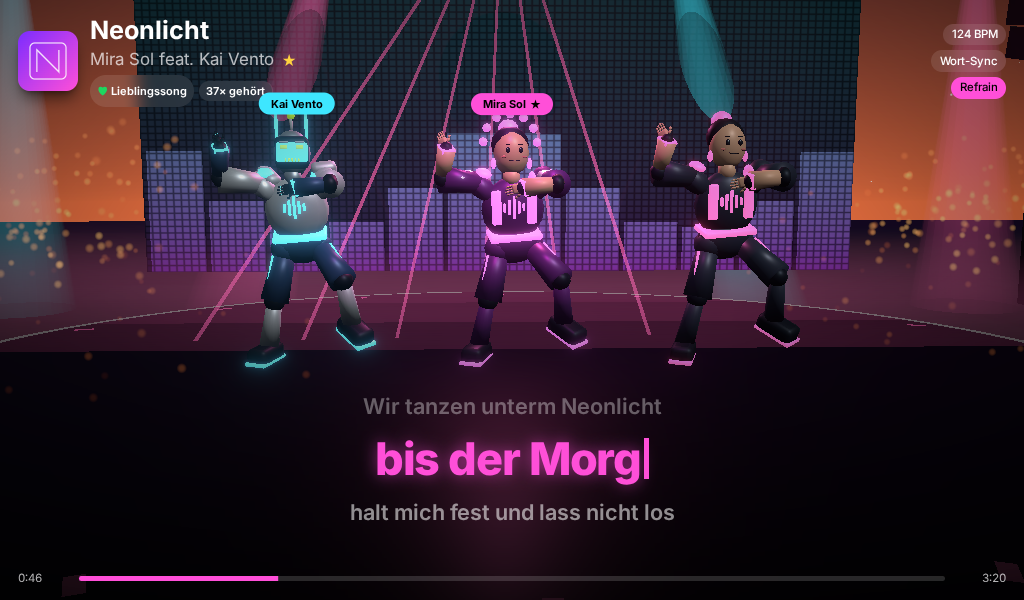 Neonlicht
Mira Sol feat. Kai Vento ★
Lieblingssong
37× gehört
124 BPM
Wort-Sync
Refrain
N
Kai Vento
Mira Sol ★
Wir tanzen unterm Neonlicht
bis der Morg
halt mich fest und lass nicht los
0:46
3:20